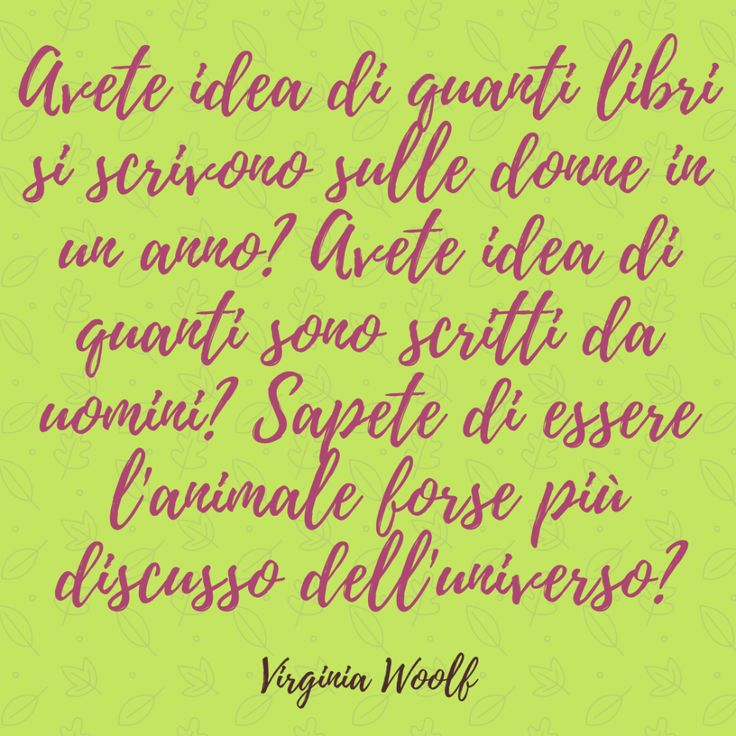 Avete idea di quanti libri
si scrivono sulle donne in
un anno? Avete idea di
quanti sono scritti da
uomini? Sapete di essere
l'animale forse più
discusso dell'universo?
Virginia Woolf